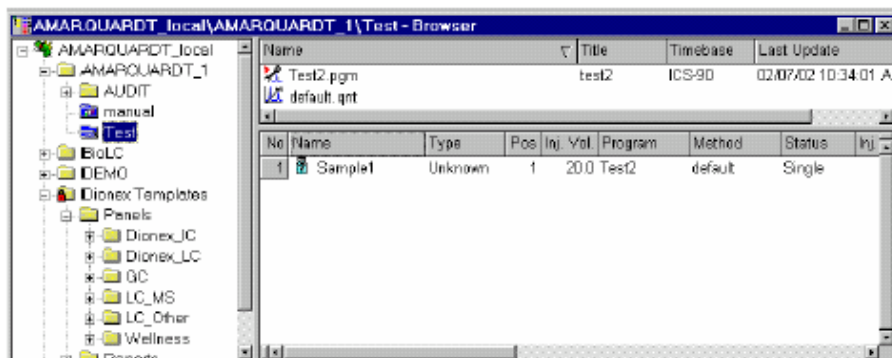 AMARQUARDT_local\AMARQUARDT_1\Test - Browser
AMARQUARDT_local
AMARQUARDT_1
AUDIT
manual
Test
BioLC
DEMO
Dionex Templates
Panels
Dionex_IC
Dionex_LC
GC
LC_MS
LC_Other
Wellness
Reports
Name Title Timebase Last Update
Test2.pgm test2 ICS-90 02/07/02 10:34:01 A
default.qnt
No Name Type Pos Inj. Vol. Program Method Status Inj.
1 Sample1 Unknown 1 20.0 Test2 default Single